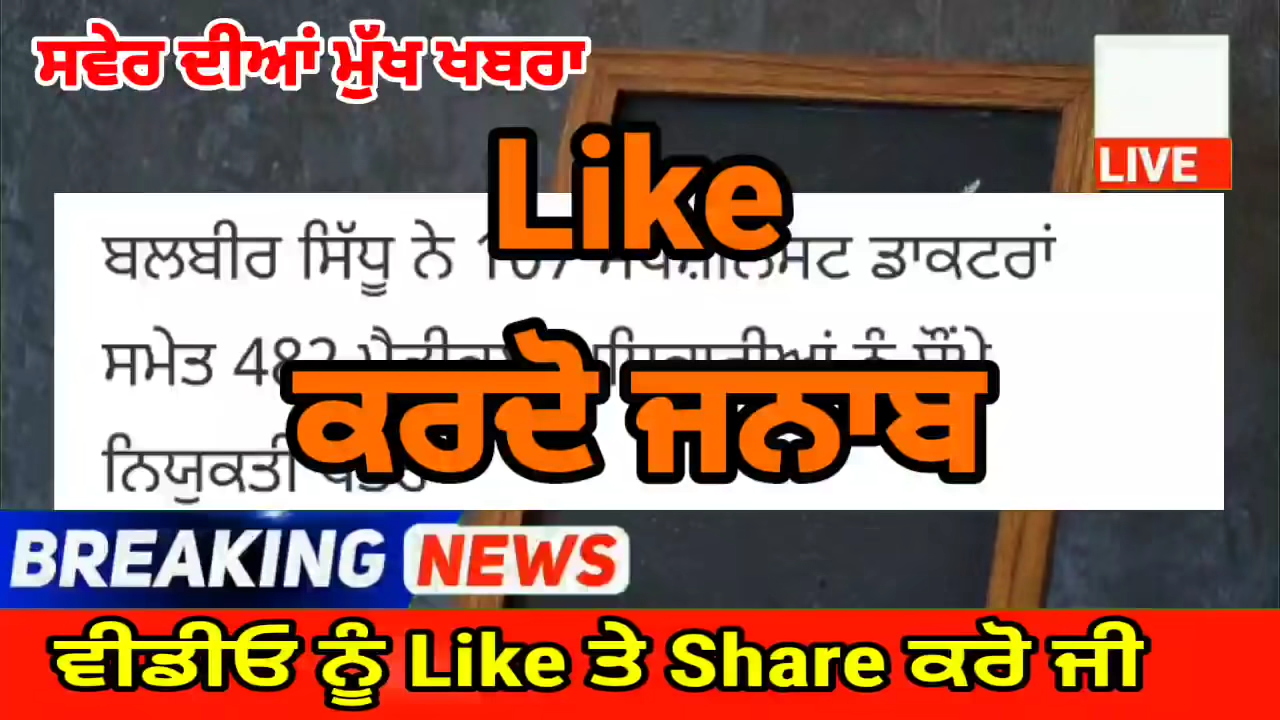 ਸਵੇਰ ਦੀਆਂ ਮੁੱਖ ਖਬਰਾ
LIVE
Like
ਬਲਬੀਰ ਸਿੱਧੂ ਨੇ ਡਾਕਟਰਾਂ
ਸਮੇਤ
ਕਰਦੋ ਜਨਾਬ
ਨਿਯੁਕਤੀ
BREAKING NEWS
ਵੀਡੀਓ ਨੂੰ Like ਤੇ Share ਕਰੋ ਜੀ